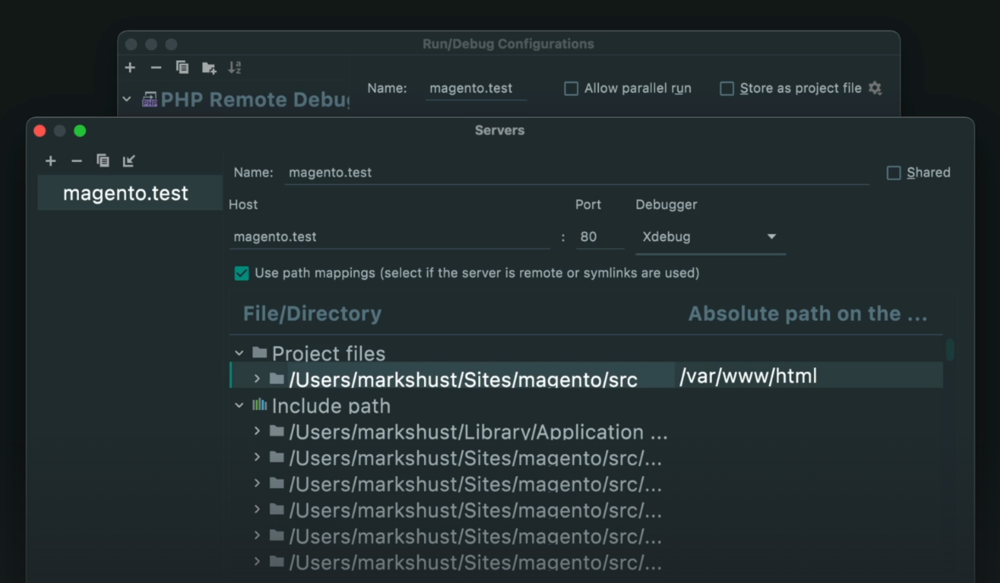 Run/Debug Configurations
Name: magento.test Allow parallel run Store as project file
PHP Remote Debug
Servers
Name: magento.test Shared
magento.test
Host Port Debugger
magento.test : 80 Xdebug
Use path mappings (select if the server is remote or symlinks are used)
File/Directory Absolute path on the ...
Project files
/Users/markshust/Sites/magento/src /var/www/html
Include path
/Users/markshust/Library/Application ...
/Users/markshust/Sites/magento/src/...
/Users/markshust/Sites/magento/src/...
/Users/markshust/Sites/magento/src/...
/Users/markshust/Sites/magento/src/...
/Users/markshust/Sites/magento/src/...